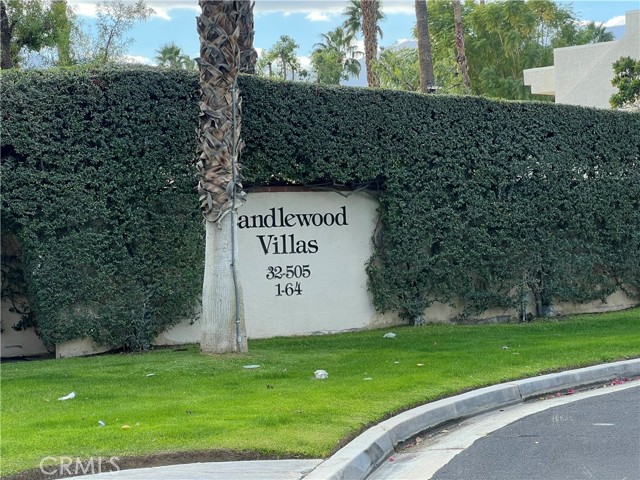 andlewood
Villas
32-505
1-64
CRMLS